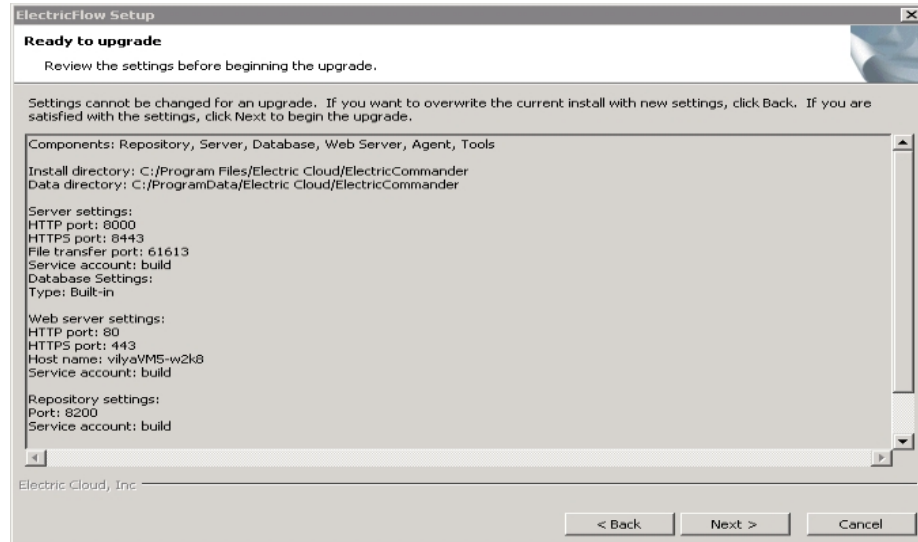 ElectricFlow Setup
Ready to upgrade
Review the settings before beginning the upgrade.
Settings cannot be changed for an upgrade. If you want to overwrite the current install with new settings, click Back. If you are
satisfied with the settings, click Next to begin the upgrade.
Components: Repository, Server, Database, Web Server, Agent, Tools
Install directory: C:/Program Files/Electric Cloud/ElectricCommander
Data directory: C:/ProgramData/Electric Cloud/ElectricCommander
Server settings:
HTTP port: 8000
HTTPS port: 8443
File transfer port: 61613
Service account: build
Database Settings:
Type: Built-in
Web server settings:
HTTP port: 80
HTTPS port: 443
Host name: vilyaVM5-w2k8
Service account: build
Repository settings:
Port: 8200
Service account: build
Electric Cloud, Inc
< Back
Next >
Cancel